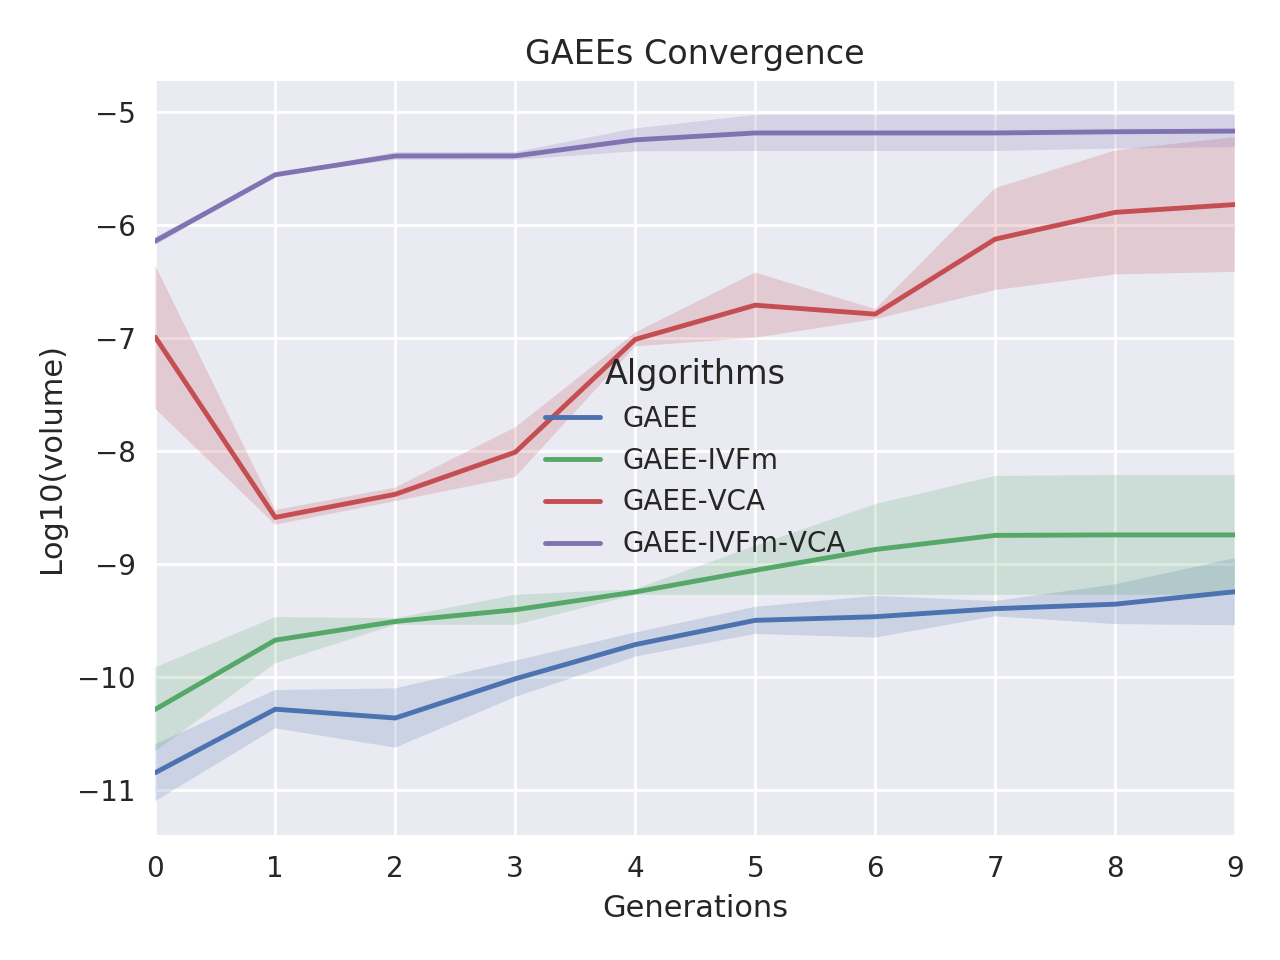 GAEEs Convergence
−5
−6
−7
−8
−9
−10
−11
Log10(volume)
Algorithms
GAEE
GAEE-IVFm
GAEE-VCA
GAEE-IVFm-VCA
0 1 2 3 4 5 6 7 8 9
Generations